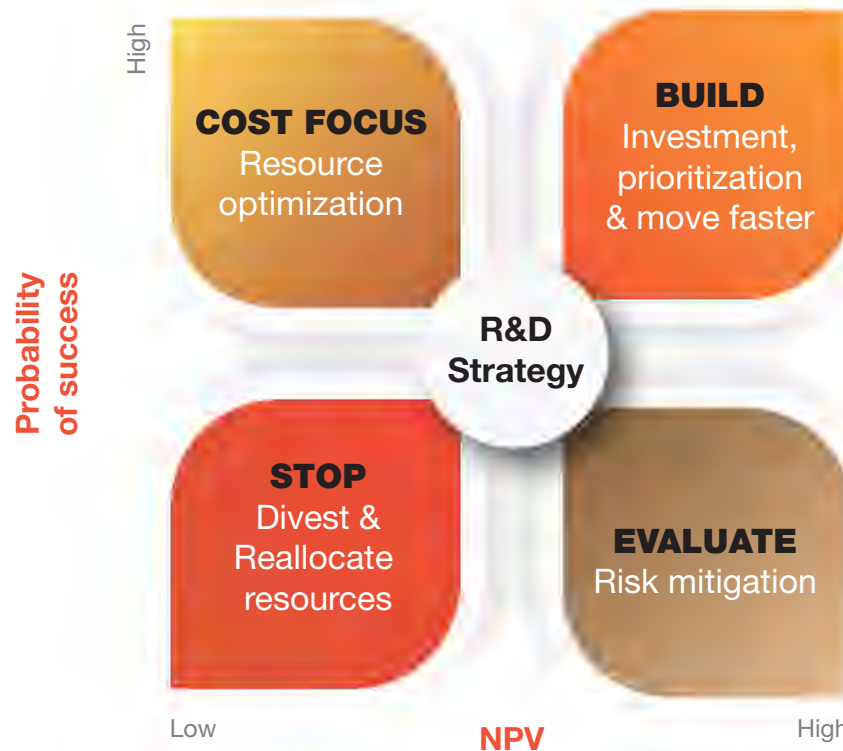 High
COST FOCUS
Resource
optimization
BUILD
Investment,
prioritization
& move faster
Probability
of success
R&D
Strategy
STOP
Divest &
Reallocate
resources
EVALUATE
Risk mitigation
Low
NPV
High